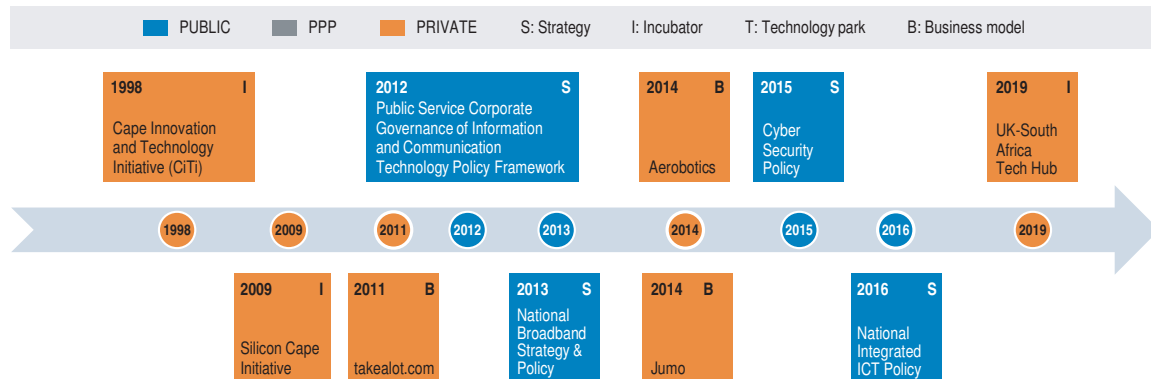 PUBLIC PPP PRIVATE S: Strategy I: Incubator T: Technology park B: Business model
1998 I
Cape Innovation
and Technology
Initiative (CiTi)
2012 S
Public Service Corporate
Governance of Information
and Communication
Technology Policy Framework
2014 B
Aerobotics
2015 S
Cyber
Security
Policy
2019 I
UK-South
Africa
Tech Hub
1998 2009 2011 2012 2013 2014 2015 2016 2019
2009 I
Silicon Cape
Initiative
2011 B
takealot.com
2013 S
National
Broadband
Strategy &
Policy
2014 B
Jumo
2016 S
National
Integrated
ICT Policy